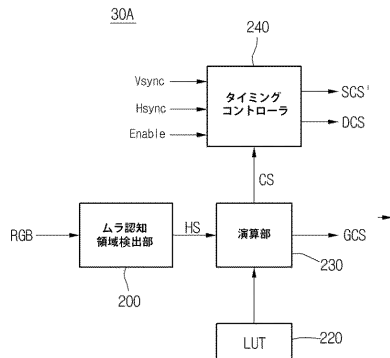 30A
240
Vsync
Hsync
Enable
タイミング
コントローラ
SCS'
DCS
CS
RGB
ムラ認知
領域検出部
HS
演算部
GCS
200
230
LUT
220